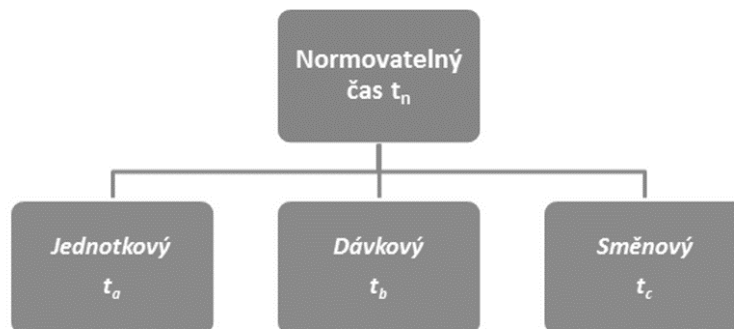 Normovatelný
čas tn
Jednotkový
ta
Dávkový
tb
Směnový
tc